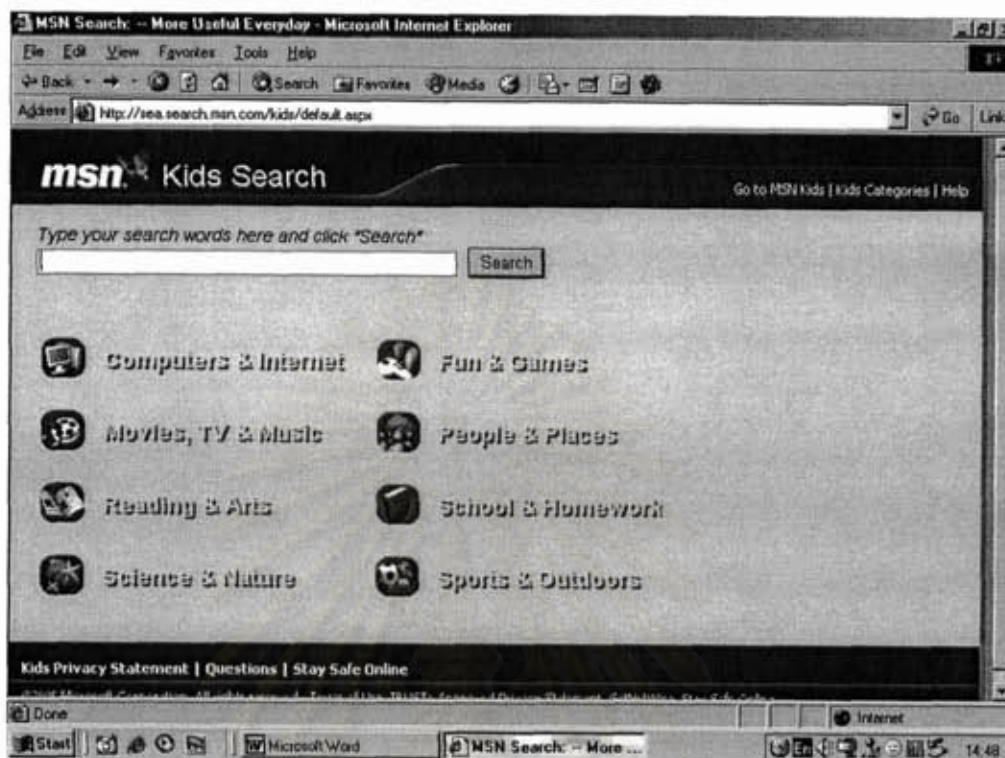 MSN Search: -- More Useful Everyday - Microsoft Internet Explorer
File Edit View Favorites Tools Help
Back Search Favorites Media
Address http://sea.search.msn.com/kids/default.aspx Go Link
msn Kids Search
Go to MSN Kids | Kids Categories | Help
Type your search words here and click "Search"
Search
Computers & Internet Fun & Games
Movies, TV & Music People & Places
Reading & Arts School & Homework
Science & Nature Sports & Outdoors
Kids Privacy Statement | Questions | Stay Safe Online
Done Internet
Start Microsoft Word MSN Search: -- More ... En 14:48